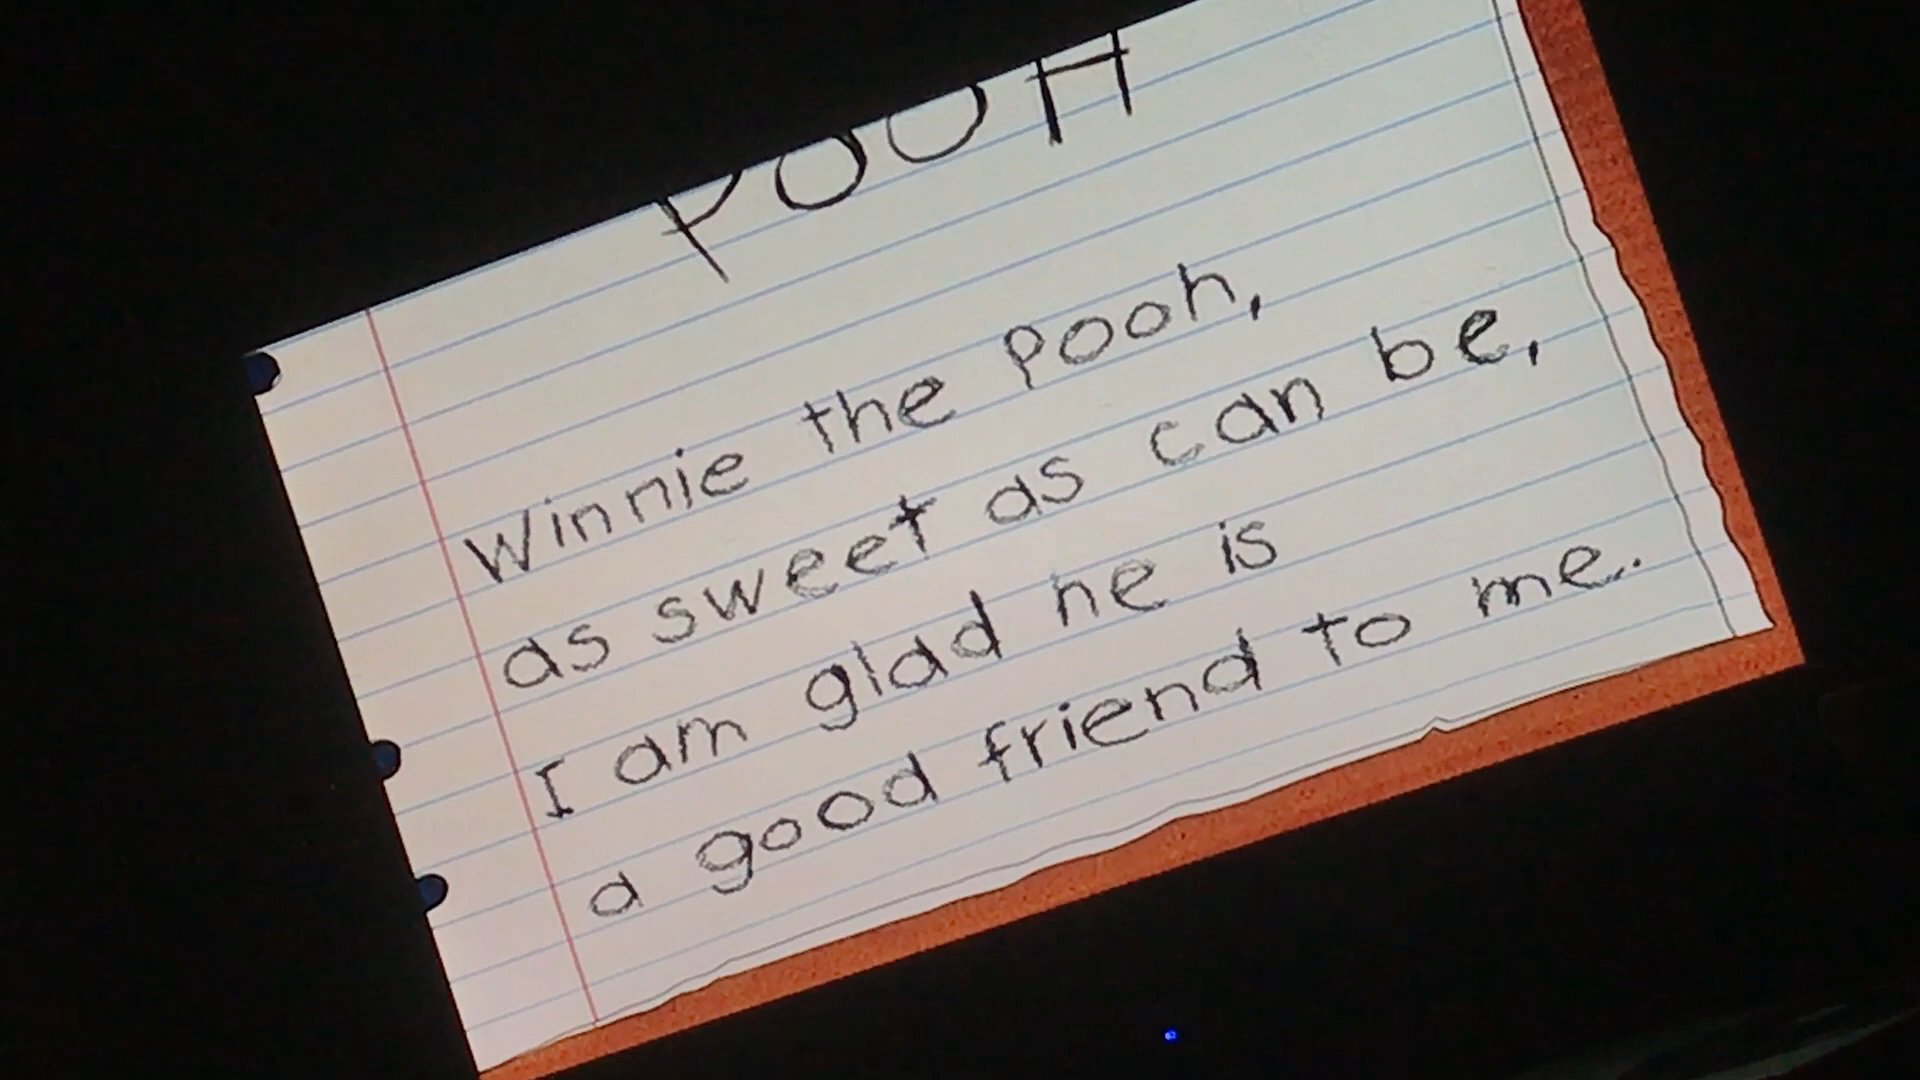 POOH
Winnie the Pooh,
as sweet as can be,
I am glad he is
a good friend to me.